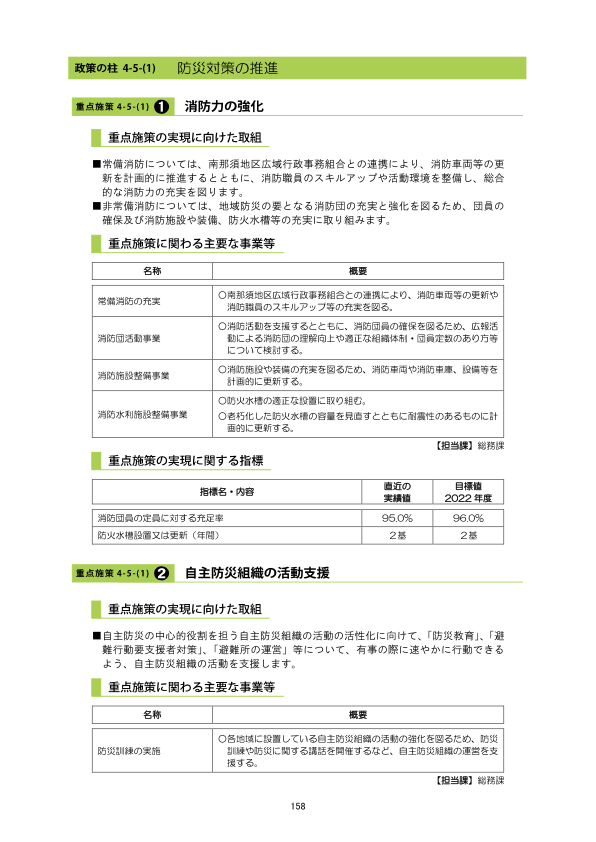 政策の柱 4-5-(1) 防災対策の推進
重点施策 4-5-(1) ❶ 消防力の強化
重点施策の実現に向けた取組
■常備消防については、南那須地区広域行政事務組合との連携により、消防車両等の更
新を計画的に推進するとともに、消防職員のスキルアップや活動環境を整備し、総合
的な消防力の充実を図ります。
■非常備消防については、地域防災の要となる消防団の充実と強化を図るため、団員の
確保及び消防施設や装備、防火水槽等の充実に取り組みます。
重点施策に関わる主要な事業等
名称 概要
常備消防の充実
○南那須地区広域行政事務組合との連携により、消防車両等の更新や
消防職員のスキルアップ等の充実を図る。
消防団活動事業
○消防活動を支援するとともに、消防団員の確保を図るため、広報活
動による消防団の理解向上や適正な組織体制・団員定数のあり方等
について検討する。
消防施設整備事業
○消防施設や装備の充実を図るため、消防車両や消防車庫、設備等を
計画的に更新する。
消防水利施設整備事業
○防火水槽の適正な設置に取り組む。
○老朽化した防火水槽の容量を見直すとともに耐震性のあるものに計
画的に更新する。
【担当課】総務課
重点施策の実現に関する指標
指標名・内容 直近の実績値 目標値2022 年度
消防団員の定員に対する充足率 95.0% 96.0%
防火水槽設置又は更新（年間） 2基 2基
重点施策 4-5-(1) ❷ 自主防災組織の活動支援
重点施策の実現に向けた取組
■自主防災の中心的役割を担う自主防災組織の活動の活性化に向けて、「防災教育」、「避
難行動要支援者対策」、「避難所の運営」等について、有事の際に速やかに行動できる
よう、自主防災組織の活動を支援します。
重点施策に関わる主要な事業等
名称 概要
防災訓練の実施
○各地域に設置している自主防災組織の活動の強化を図るため、防災
訓練や防災に関する講話を開催するなど、自主防災組織の運営を支
援する。
【担当課】総務課
158